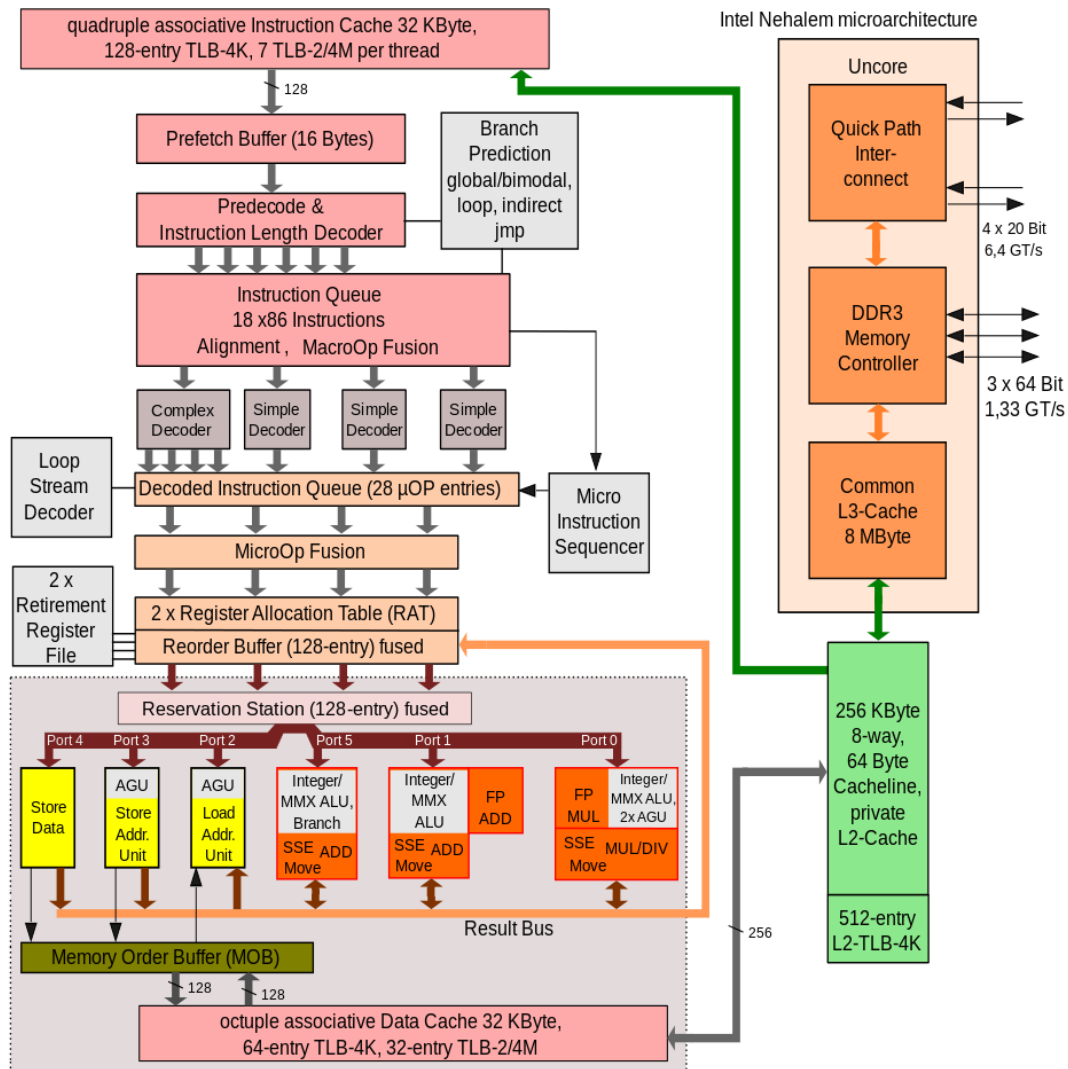 quadruple associative Instruction Cache 32 KByte,
128-entry TLB-4K, 7 TLB-2/4M per thread
128
Prefetch Buffer (16 Bytes)
Predecode &
Instruction Length Decoder
Branch
Prediction
global/bimodal,
loop, indirect
jmp
Instruction Queue
18 x86 Instructions
Alignment , MacroOp Fusion
Complex
Decoder
Simple
Decoder
Simple
Decoder
Simple
Decoder
Loop
Stream
Decoder
Decoded Instruction Queue (28 µOP entries)
Micro
Instruction
Sequencer
MicroOp Fusion
2 x
Retirement
Register
File
2 x Register Allocation Table (RAT)
Reorder Buffer (128-entry) fused
Reservation Station (128-entry) fused
Port 4
Port 3
Port 2
Port 5
Port 1
Port 0
Store
Data
AGU
Store
Addr.
Unit
AGU
Load
Addr.
Unit
Integer/
MMX ALU,
Branch
SSE ADD
Move
Integer/
MMX
ALU
FP
ADD
SSE ADD
Move
FP
MUL
Integer/
MMX ALU,
2x AGU
SSE MUL/DIV
Move
Result Bus
Memory Order Buffer (MOB)
128
128
octuple associative Data Cache 32 KByte,
64-entry TLB-4K, 32-entry TLB-2/4M
256
Intel Nehalem microarchitecture
Uncore
Quick Path
Inter-
connect
4 x 20 Bit
6,4 GT/s
DDR3
Memory
Controller
3 x 64 Bit
1,33 GT/s
Common
L3-Cache
8 MByte
256 KByte
8-way,
64 Byte
Cacheline,
private
L2-Cache
512-entry
L2-TLB-4K